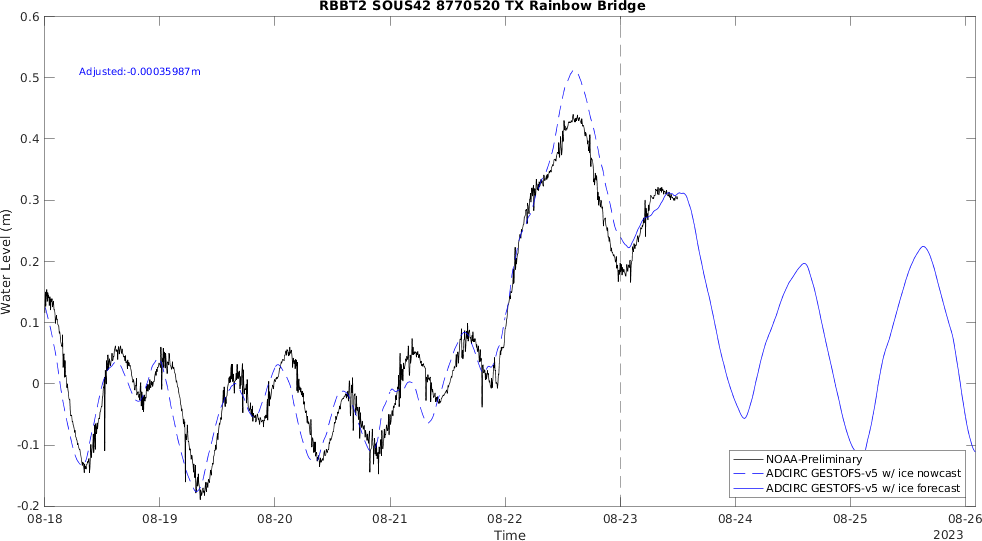 RBBT2 SOUS42 8770520 TX Rainbow Bridge
Adjusted:-0.00035987m
Water Level (m)
0.6
0.5
0.4
0.3
0.2
0.1
0
-0.1
-0.2
NOAA-Preliminary
ADCIRC GESTOFS-v5 w/ ice nowcast
ADCIRC GESTOFS-v5 w/ ice forecast
08-18 08-19 08-20 08-21 08-22 08-23 08-24 08-25 08-26
Time
2023